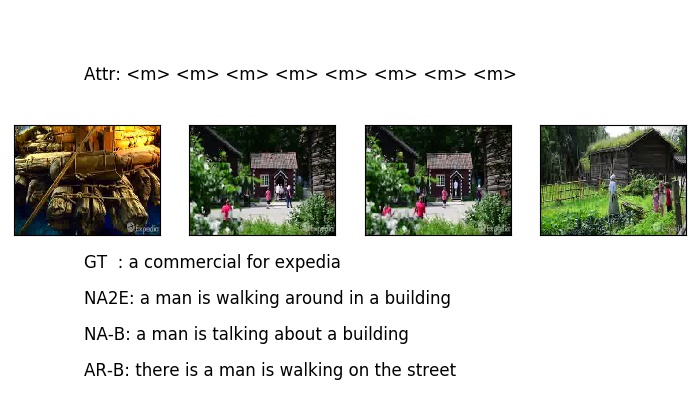 Attr: <m> <m> <m> <m> <m> <m> <m> <m>
Expedia Expedia Expedia Expedia
GT  : a commercial for expedia
NA2E: a man is walking around in a building
NA-B: a man is talking about a building
AR-B: there is a man is walking on the street